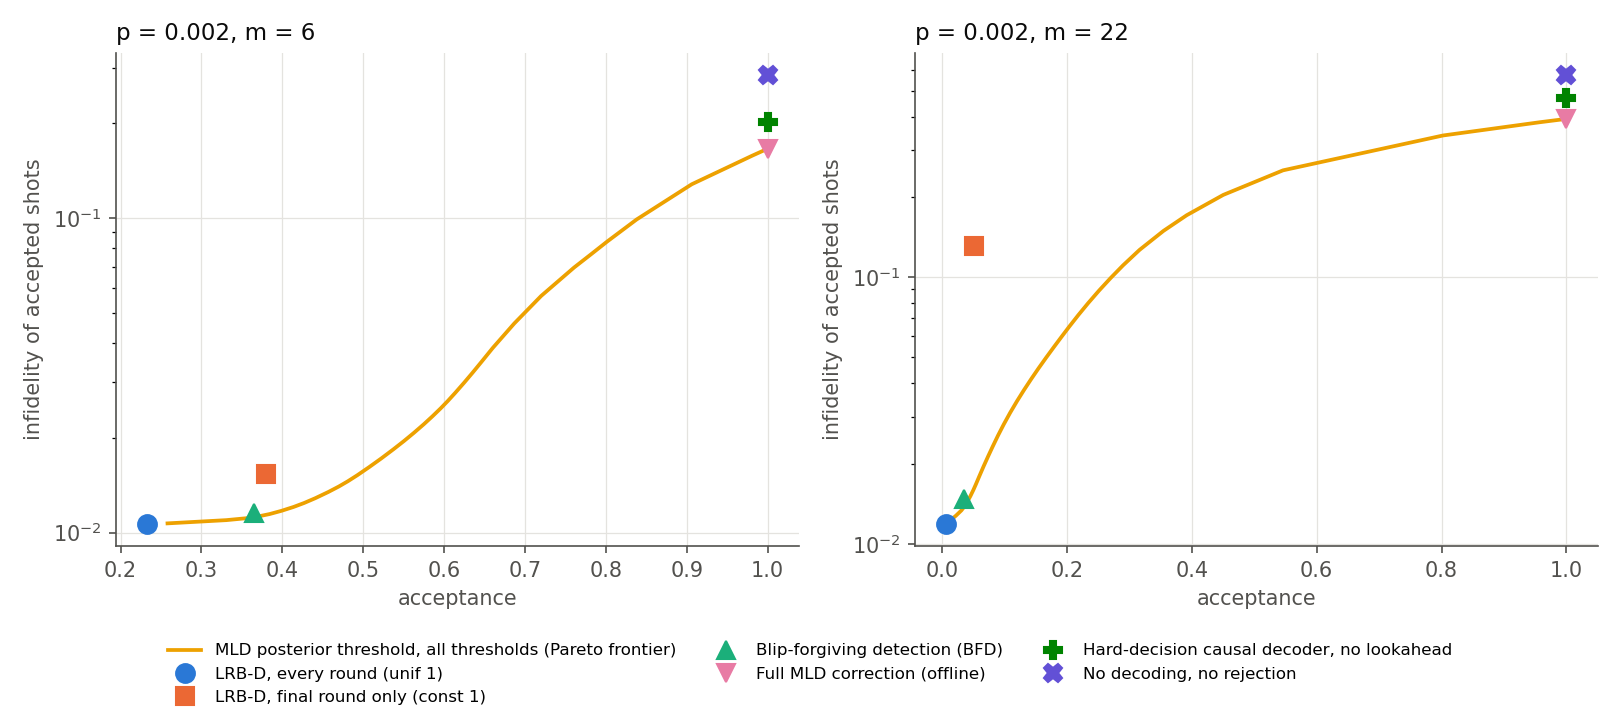 p = 0.002, m = 6
infidelity of accepted shots
10⁻¹
10⁻²
0.2 0.3 0.4 0.5 0.6 0.7 0.8 0.9 1.0
acceptance
p = 0.002, m = 22
infidelity of accepted shots
10⁻¹
10⁻²
0.0 0.2 0.4 0.6 0.8 1.0
acceptance
MLD posterior threshold, all thresholds (Pareto frontier)
LRB-D, every round (unif 1)
LRB-D, final round only (const 1)
Blip-forgiving detection (BFD)
Full MLD correction (offline)
Hard-decision causal decoder, no lookahead
No decoding, no rejection